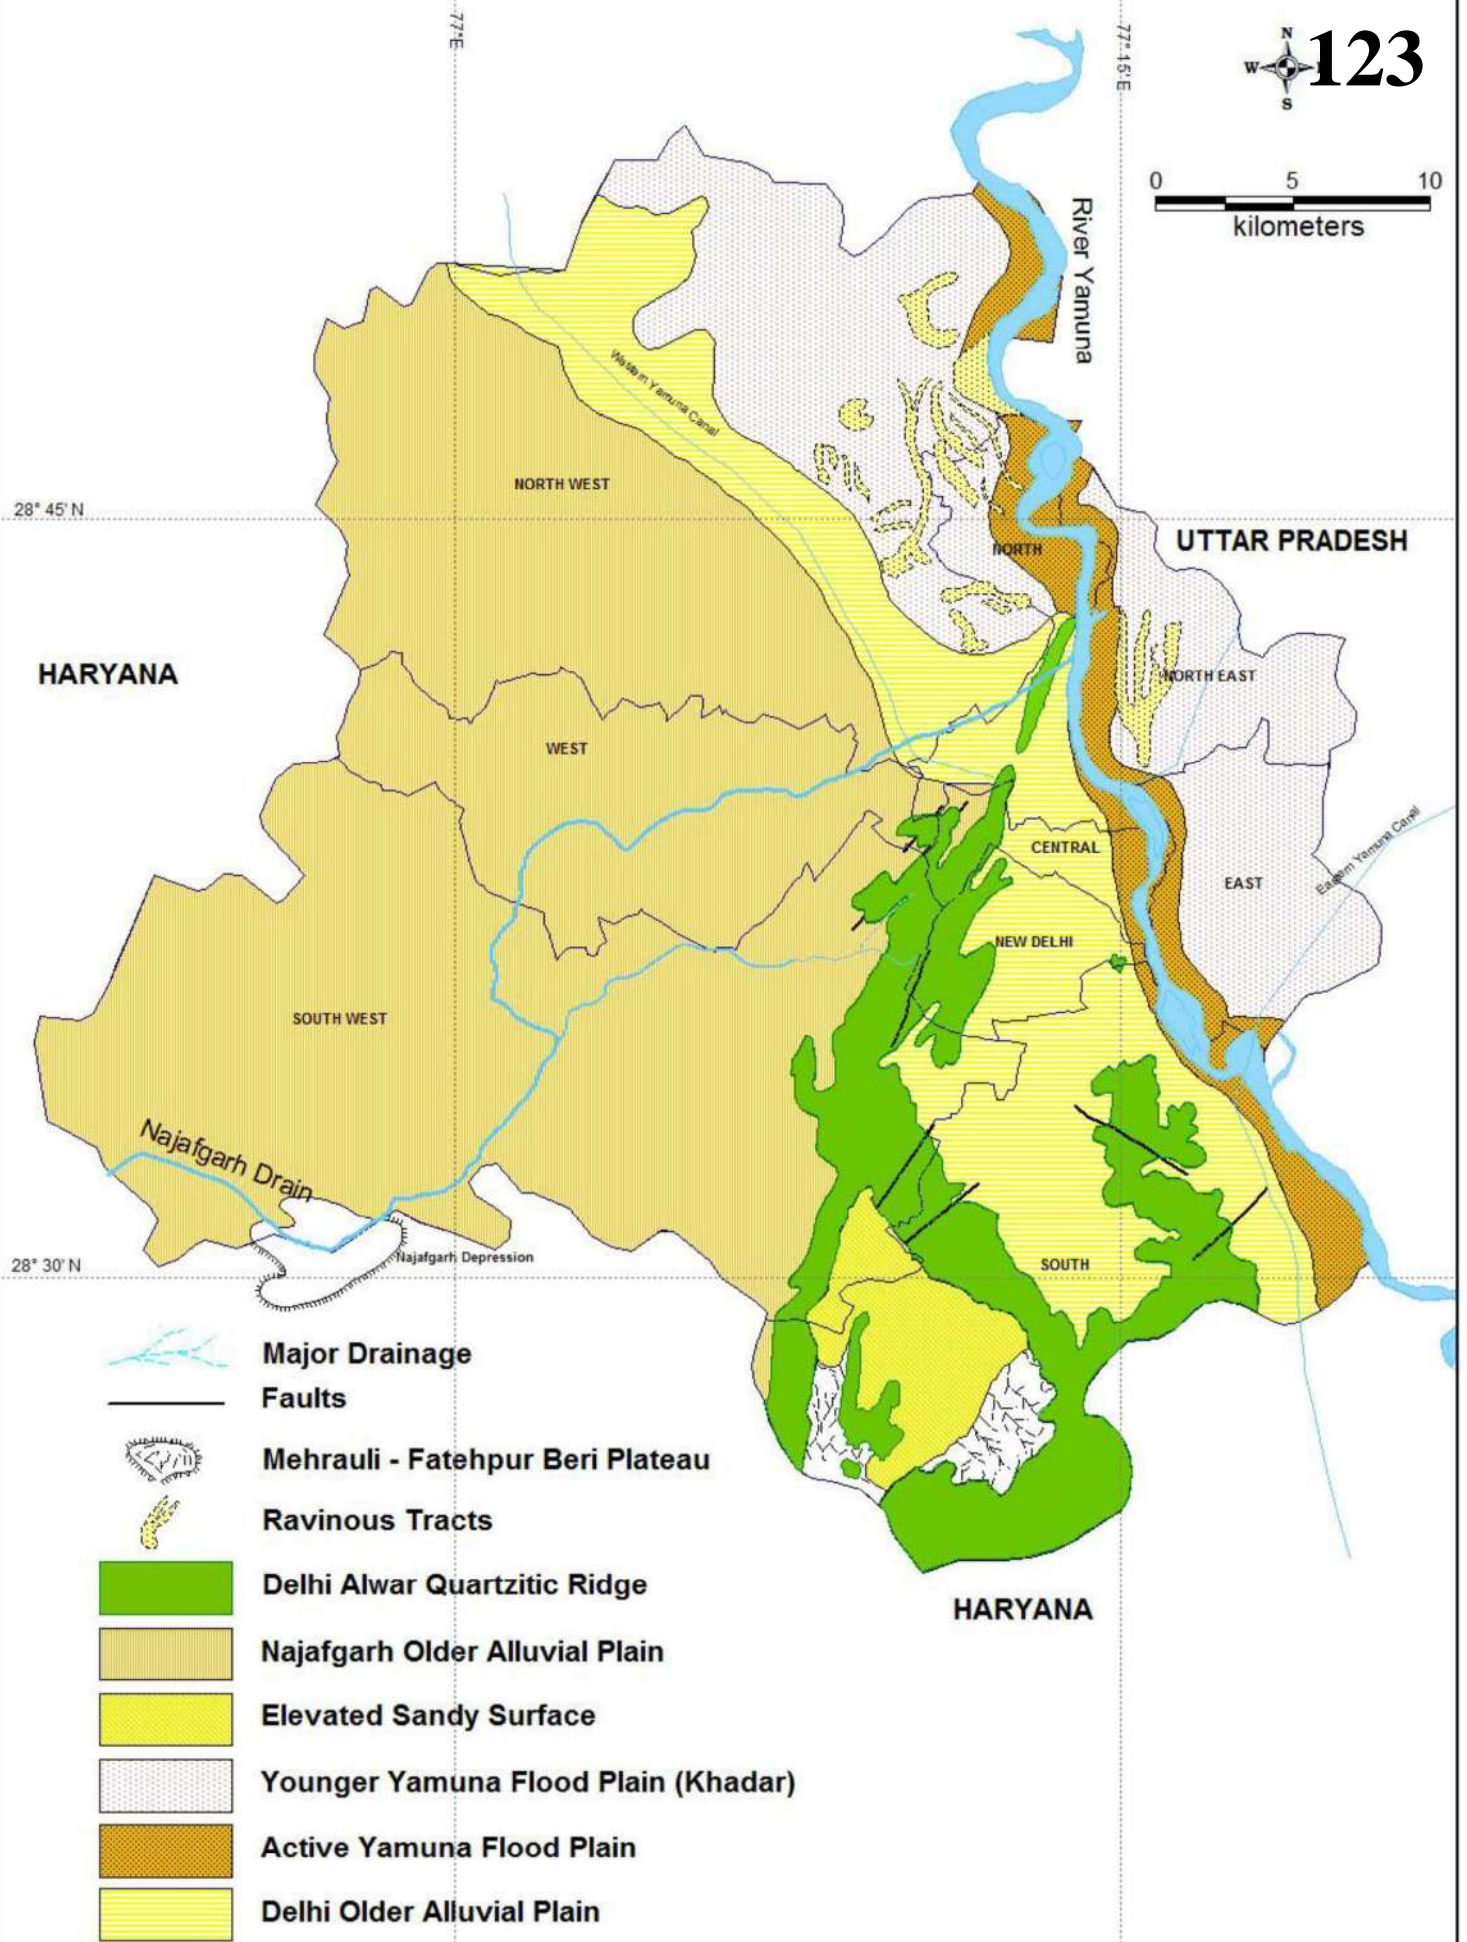 77°E
77° 45' E
N
W
S
123
0 5 10
kilometers
River Yamuna
Western Yamuna Canal
NORTH WEST
28° 45' N
NORTH
UTTAR PRADESH
HARYANA
NORTH EAST
WEST
CENTRAL
Eastern Yamuna Canal
EAST
NEW DELHI
SOUTH WEST
Najafgarh Drain
Najafgarh Depression
28° 30' N
SOUTH
Major Drainage
Faults
Mehrauli - Fatehpur Beri Plateau
Ravinous Tracts
Delhi Alwar Quartzitic Ridge
HARYANA
Najafgarh Older Alluvial Plain
Elevated Sandy Surface
Younger Yamuna Flood Plain (Khadar)
Active Yamuna Flood Plain
Delhi Older Alluvial Plain